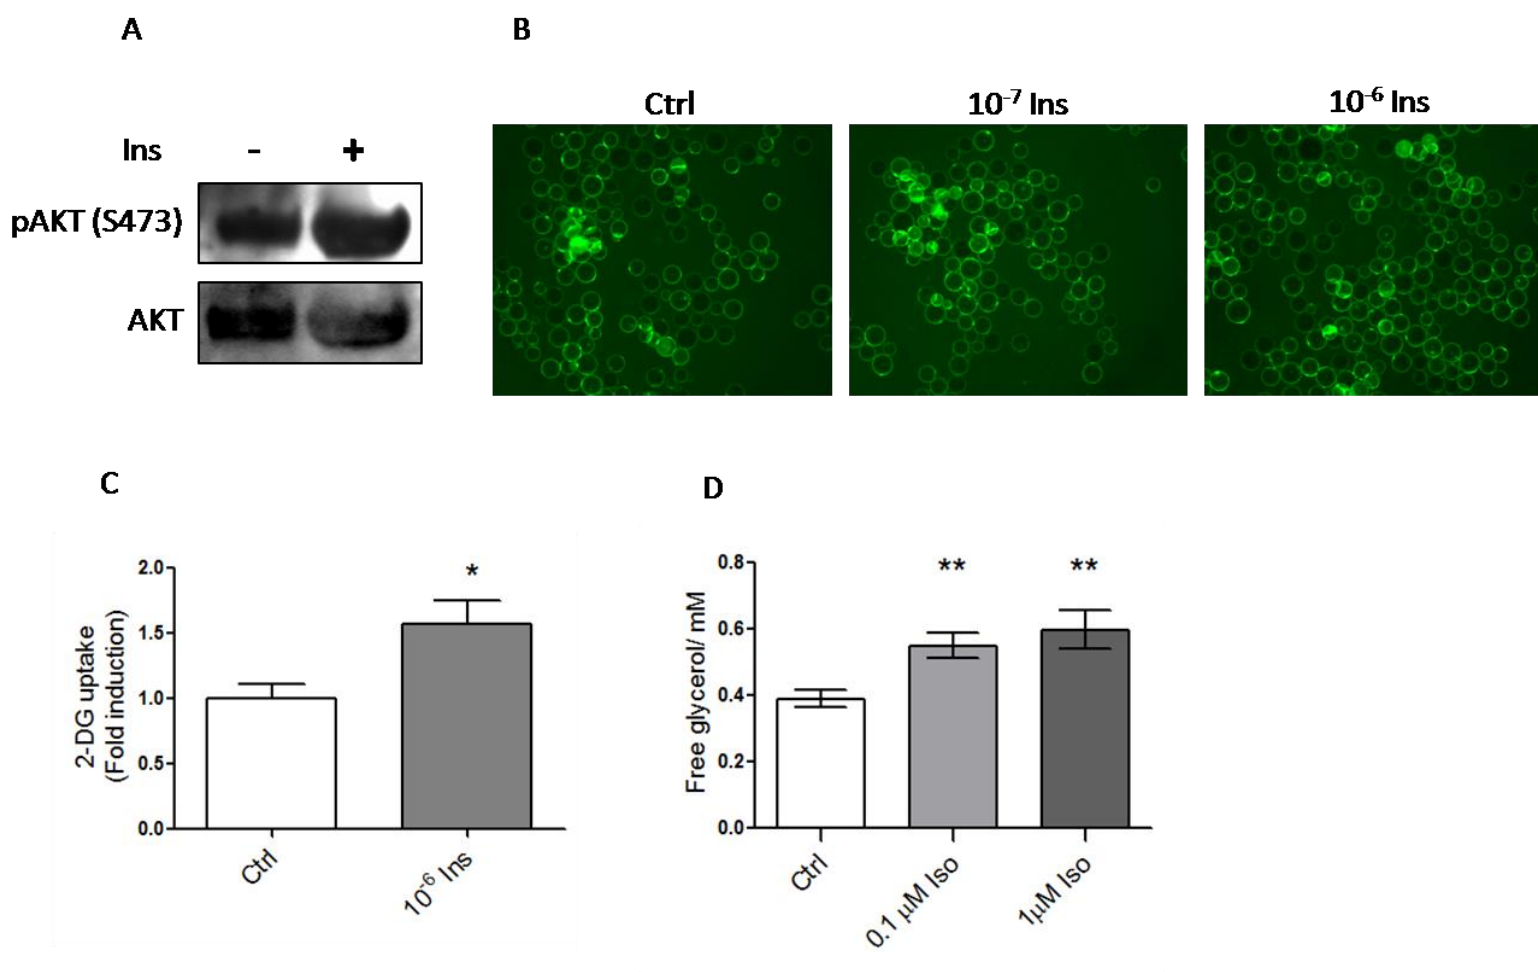 A
B
Ctrl
10⁻⁷ Ins
10⁻⁶ Ins
Ins - +
pAKT (S473)
AKT
C
D
2-DG uptake
(Fold induction)
2.0
1.5
1.0
0.5
0.0
*
Ctrl
10⁻⁶ Ins
Free glycerol/ mM
0.8
0.6
0.4
0.2
0.0
**
**
Ctrl
0.1 μM Iso
1μM Iso